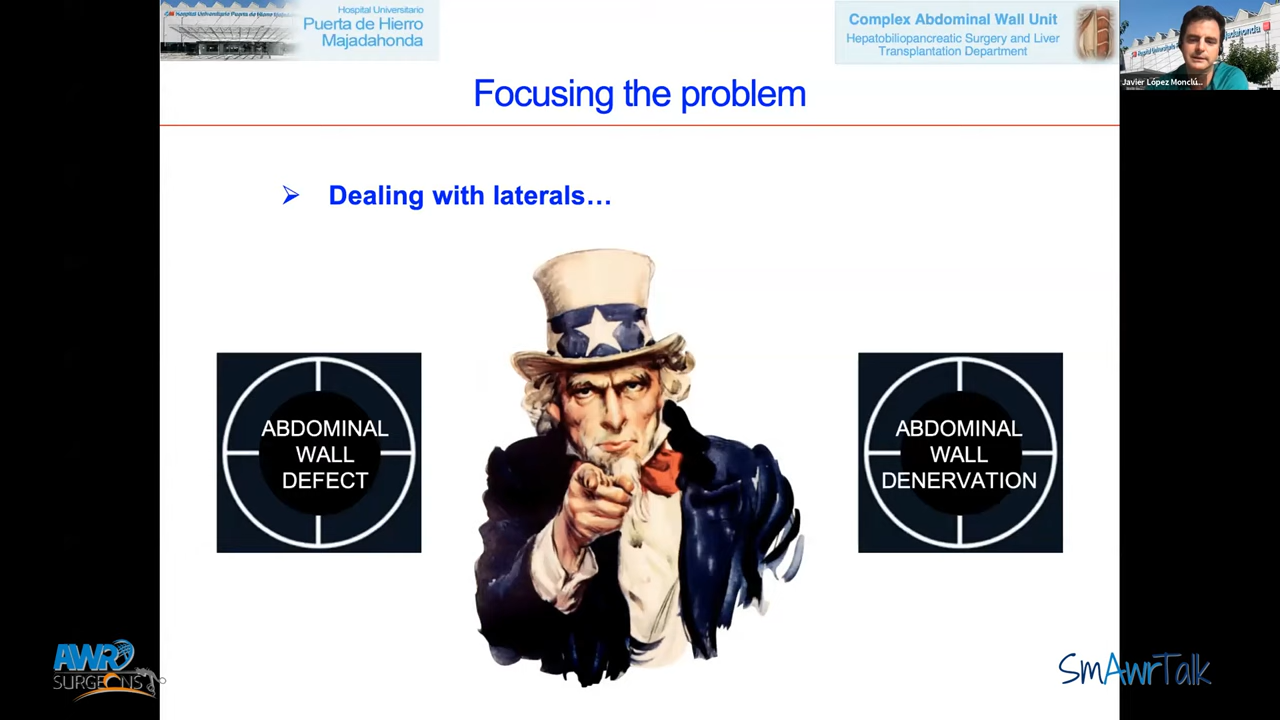 Hospital Universitario
Puerta de Hierro
Majadahonda
Complex Abdominal Wall Unit
Hepatobiliopancreatic Surgery and Liver
Transplantation Department
Javier López Monclú...
Focusing the problem
➢ Dealing with laterals…
ABDOMINAL
WALL
DEFECT
ABDOMINAL
WALL
DENERVATION
AWR
SURGEONS
SmAwrTalk